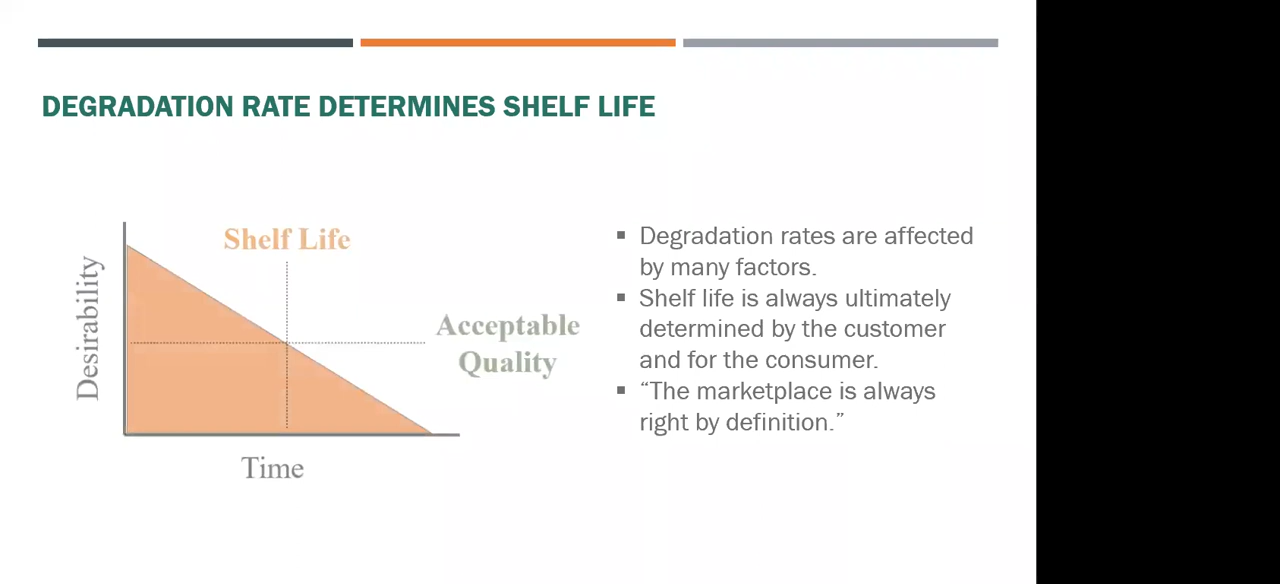 DEGRADATION RATE DETERMINES SHELF LIFE
Shelf Life
Desirability
Acceptable
Quality
Time
▪ Degradation rates are affected
by many factors.
▪ Shelf life is always ultimately
determined by the customer
and for the consumer.
▪ “The marketplace is always
right by definition.”